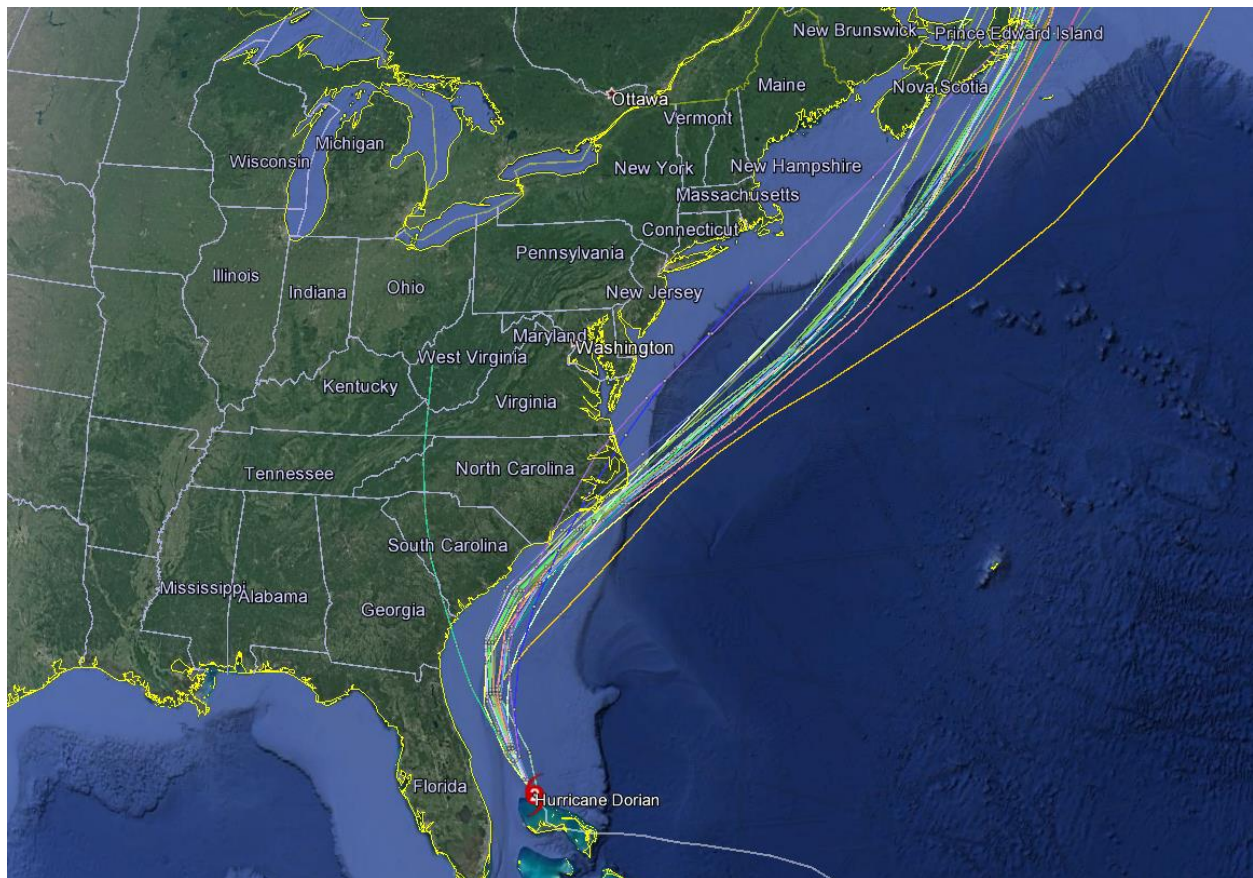 New Brunswick
Prince Edward Island
Nova Scotia
Maine
Ottawa
Vermont
Michigan
Wisconsin
New York
New Hampshire
Massachusetts
Connecticut
Pennsylvania
Illinois
Indiana
Ohio
New Jersey
Maryland
Washington
West Virginia
Kentucky
Virginia
Tennessee
North Carolina
South Carolina
Mississippi
Alabama
Georgia
Florida
Hurricane Dorian